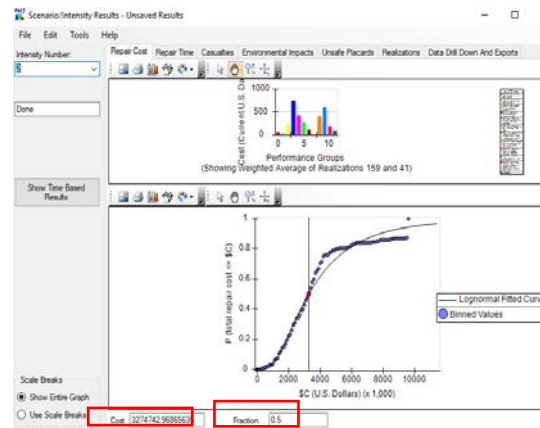 Scenario/Intensity Results - Unsaved Results
File Edit Tools Help
Intensity Number:
5
Done
Show Time Based
Results
Scale Breaks
Show Entire Graph
Use Scale Breaks
Repair Cost Repair Time Casualties Environmental Impacts Unsafe Placards Realizations Data Drill Down And Exports
Cost (Current U.S. Do
1000
500
0
0 5 10
Performance Groups
(Showing Weighted Average of Realizations 159 and 41)
P (total repair cost <= $C)
1
0.8
0.6
0.4
0.2
0
0 2000 4000 6000 8000 10000
$C (U.S. Dollars) (x 1,000)
Lognormal Fitted Curv
Binned Values
Cost 3274742.9686563
Fraction 0.5